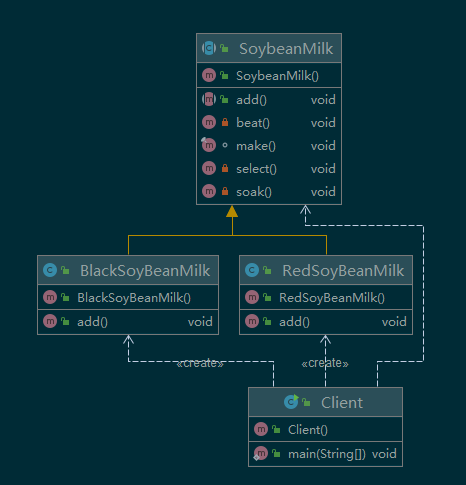 SoybeanMilk
SoybeanMilk()
add() void
beat() void
make() void
select() void
soak() void
BlackSoyBeanMilk
BlackSoyBeanMilk()
add() void
RedSoyBeanMilk
RedSoyBeanMilk()
add() void
«create»
«create»
Client
Client()
main(String[]) void